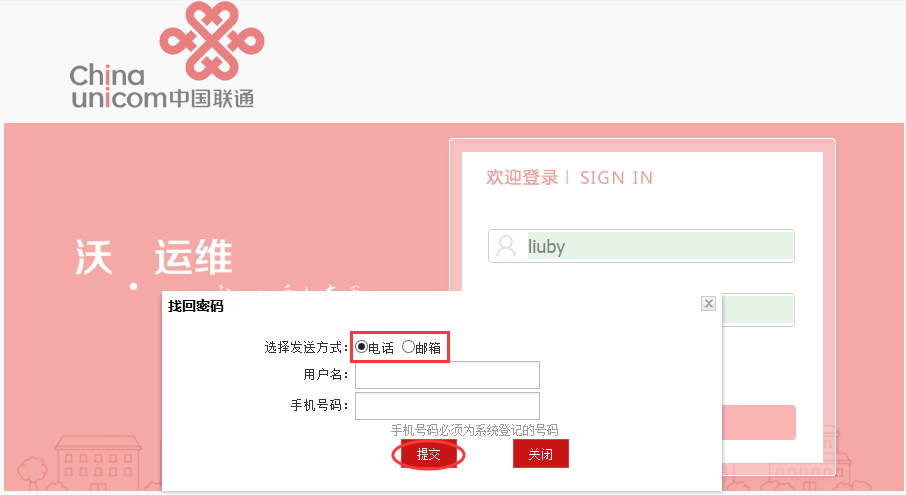 China
unicom中国联通
欢迎登录 | SIGN IN
liuby
沃·运维
找回密码
选择发送方式：电话 邮箱
用户名：
手机号码：
手机号码必须为系统登记的号码
提交 关闭